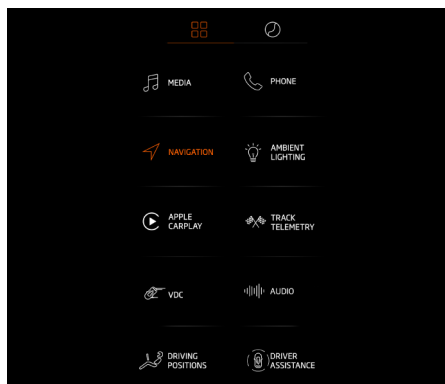 MEDIA
PHONE
NAVIGATION
AMBIENT
LIGHTING
APPLE
CARPLAY
TRACK
TELEMETRY
VDC
AUDIO
DRIVING
POSITIONS
DRIVER
ASSISTANCE